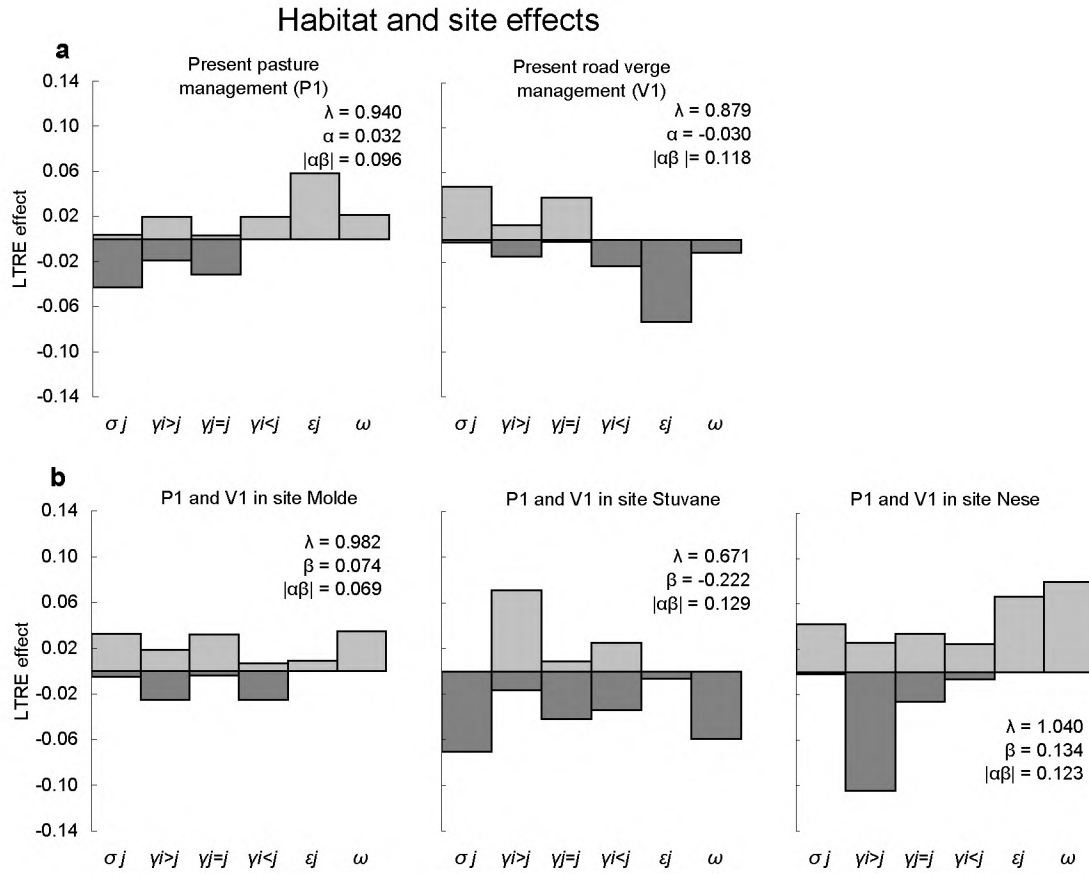 Habitat and site effects
a
Present pasture
management (P1)
λ = 0.940
α = 0.032
|αβ| = 0.096
Present road verge
management (V1)
λ = 0.879
α = -0.030
|αβ |= 0.118
LTRE effect
0.14
0.10
0.06
0.02
-0.02
-0.06
-0.10
-0.14
σ j γi>j γj=j γi<j εj ω
σ j γi>j γj=j γi<j εj ω
b
P1 and V1 in site Molde
λ = 0.982
β = 0.074
|αβ| = 0.069
P1 and V1 in site Stuvane
λ = 0.671
β = -0.222
|αβ| = 0.129
P1 and V1 in site Nese
λ = 1.040
β = 0.134
|αβ| = 0.123
LTRE effect
0.14
0.10
0.06
0.02
-0.02
-0.06
-0.10
-0.14
σ j γi>j γj=j γi<j εj ω
σ j γi>j γj=j γi<j εj ω
σ j γi>j γj=j γi<j εj ω